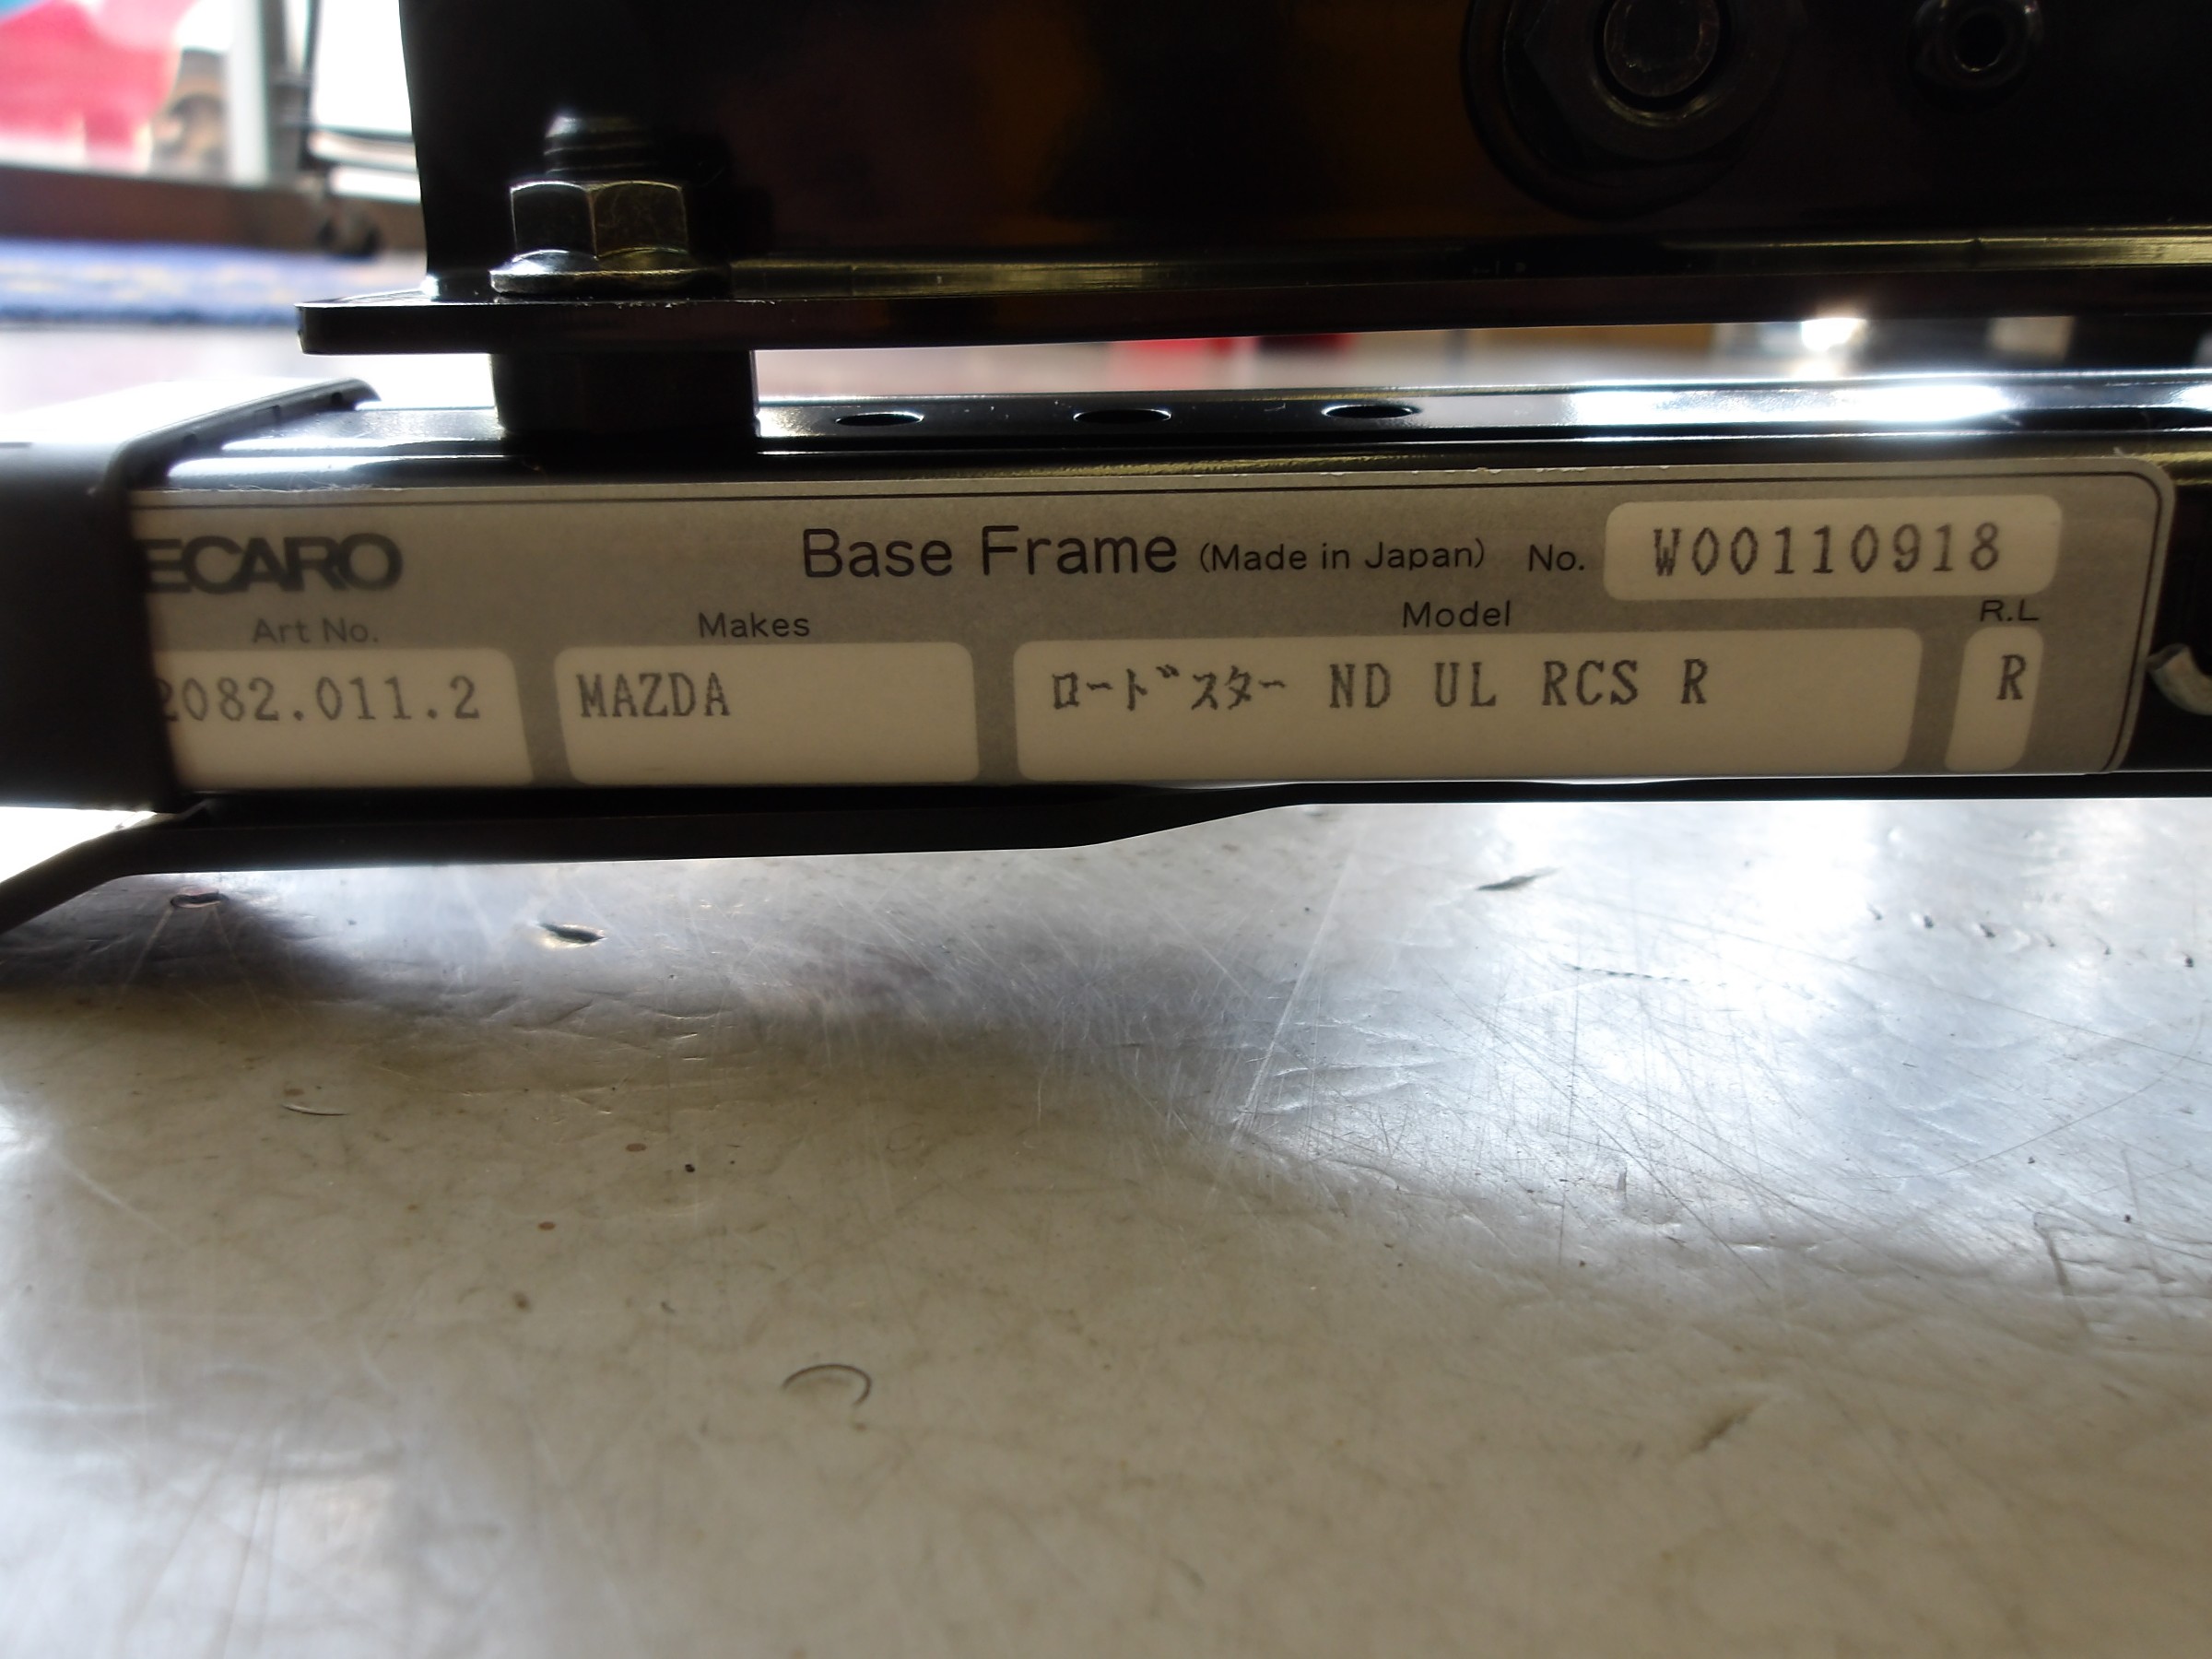 ECARO Base Frame (Made in Japan) No. W00110918
Art No. Makes Model R.L
2082.011.2 MAZDA ロードスター ND UL RCS R R